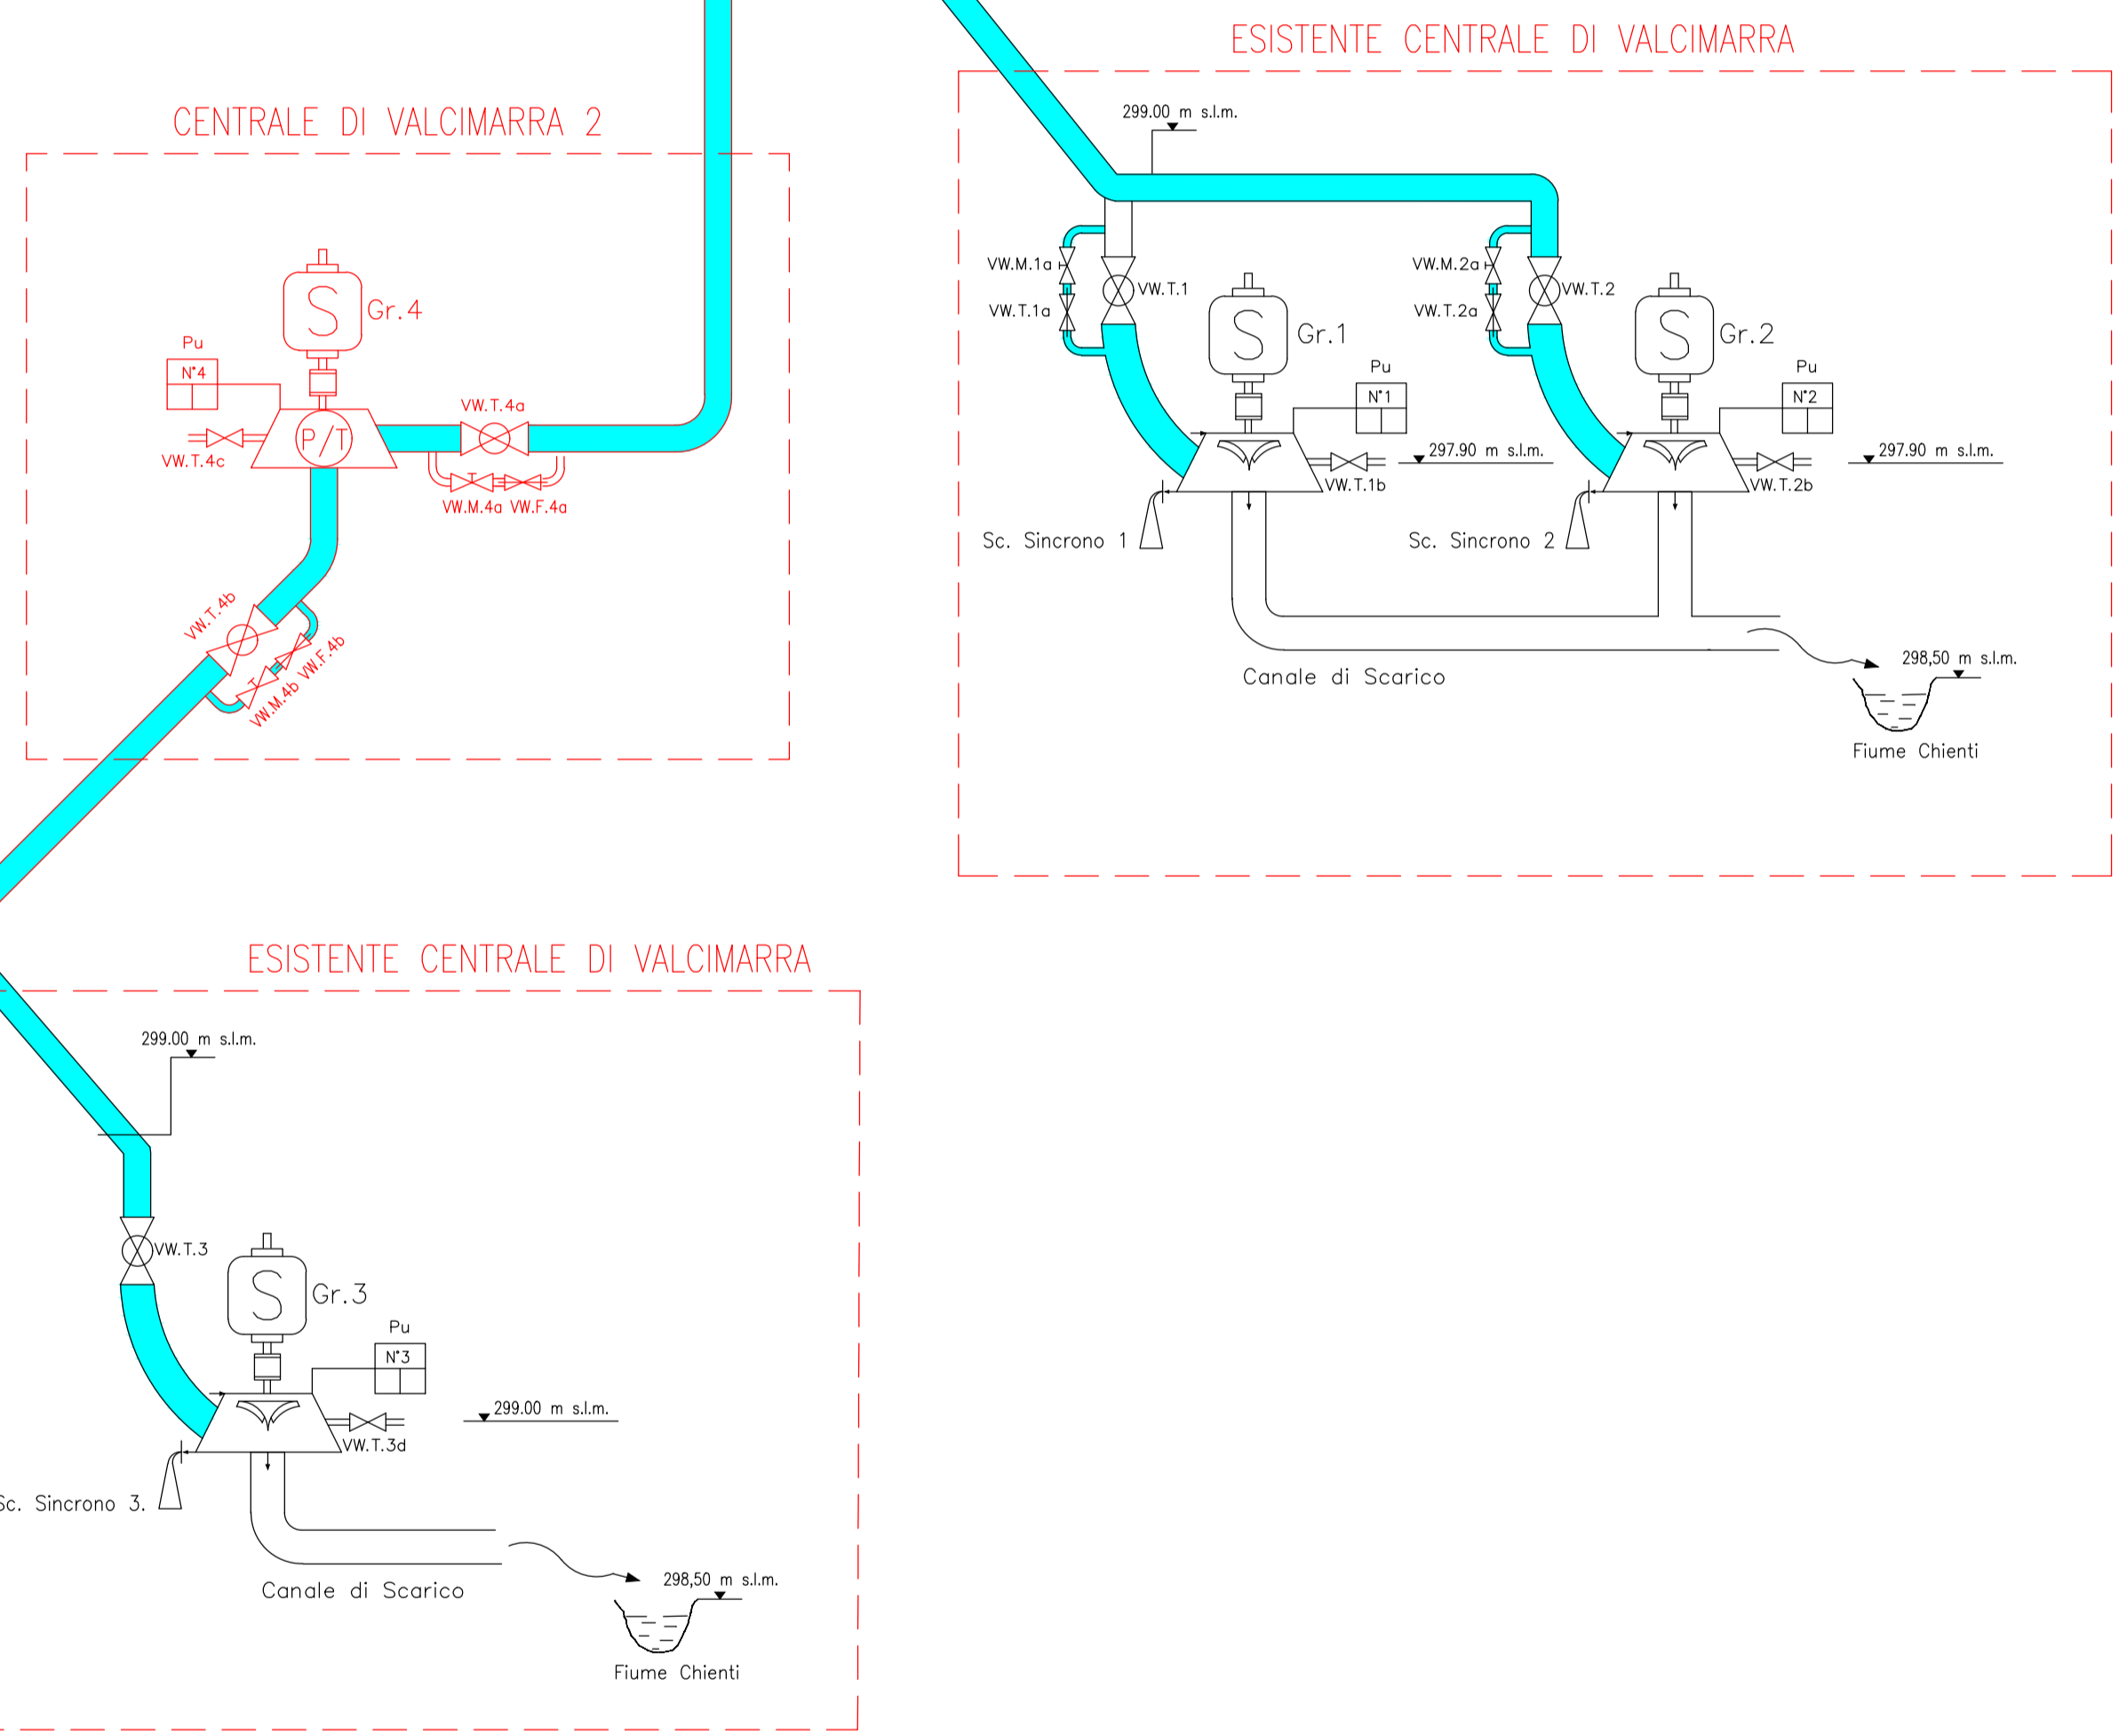 ESISTENTE CENTRALE DI VALCIMARRA
299.00 m s.l.m.
VW.M.1a
VW.T.1
VW.T.1a
Gr.1
S
Pu
N°1
VW.T.1b
297.90 m s.l.m.
Sc. Sincrono 1
VW.M.2a
VW.T.2
VW.T.2a
Gr.2
S
Pu
N°2
VW.T.2b
297.90 m s.l.m.
Sc. Sincrono 2
Canale di Scarico
298,50 m s.l.m.
Fiume Chienti
CENTRALE DI VALCIMARRA 2
S
Gr.4
Pu
N°4
P/T
VW.T.4c
VW.T.4a
VW.M.4a VW.F.4a
VW.T.4b
VW.M.4b VW.F.4b
ESISTENTE CENTRALE DI VALCIMARRA
299.00 m s.l.m.
VW.T.3
S
Gr.3
Pu
N°3
VW.T.3d
299.00 m s.l.m.
Sc. Sincrono 3.
Canale di Scarico
298,50 m s.l.m.
Fiume Chienti